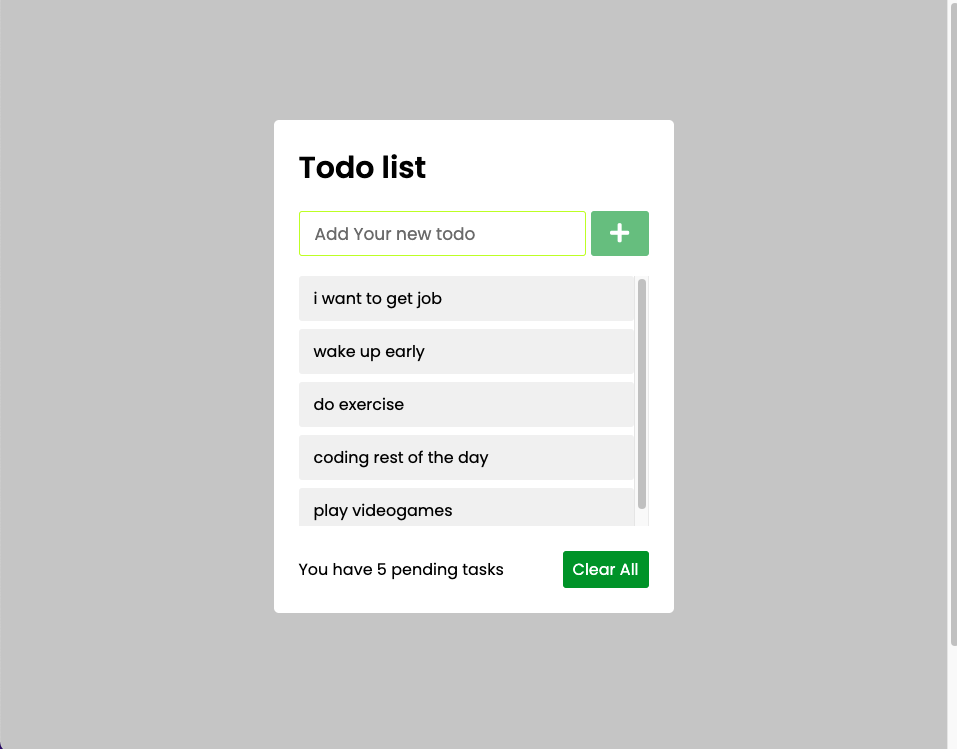 Todo list
Add Your new todo
i want to get job
wake up early
do exercise
coding rest of the day
play videogames
You have 5 pending tasks
Clear All